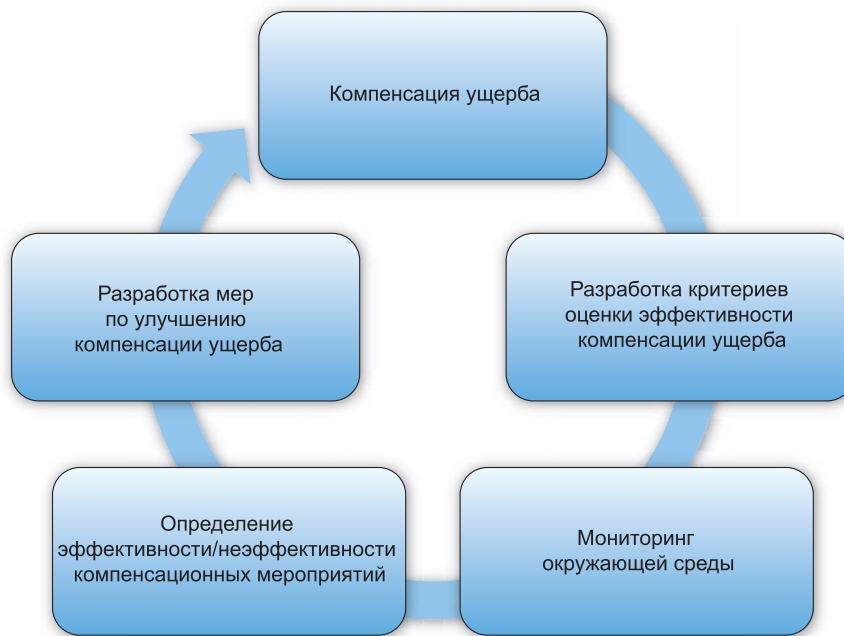 Компенсация ущерба
Разработка критериев
оценки эффективности
компенсации ущерба
Мониторинг
окружающей среды
Определение
эффективности/неэффективности
компенсационных мероприятий
Разработка мер
по улучшению
компенсации ущерба